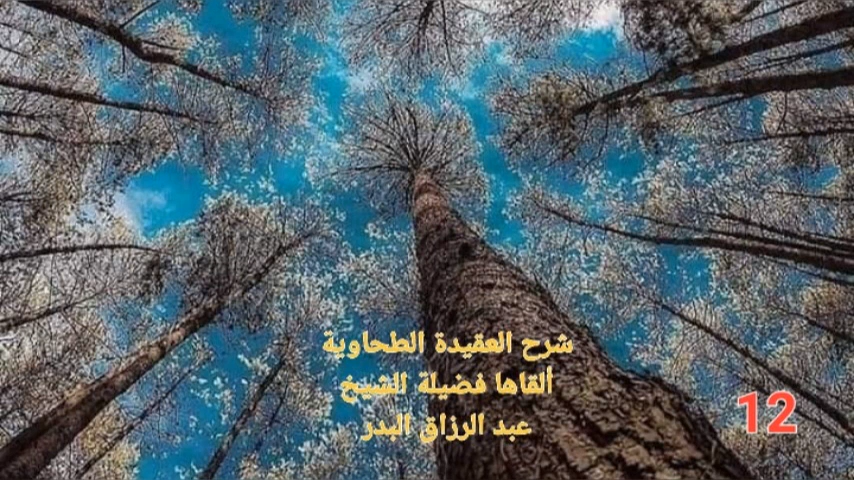 شرح العقيدة الطحاوية
ألقاها فضيلة الشيخ
عبد الرزاق البدر
12